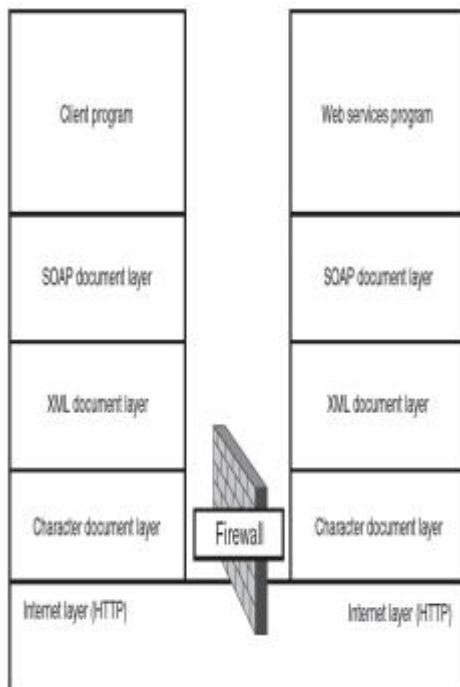 Client program
Web services program
SOAP document layer
SOAP document layer
XML document layer
XML document layer
Character document layer
Firewall
Character document layer
Internet layer (HTTP)
Internet layer (HTTP)